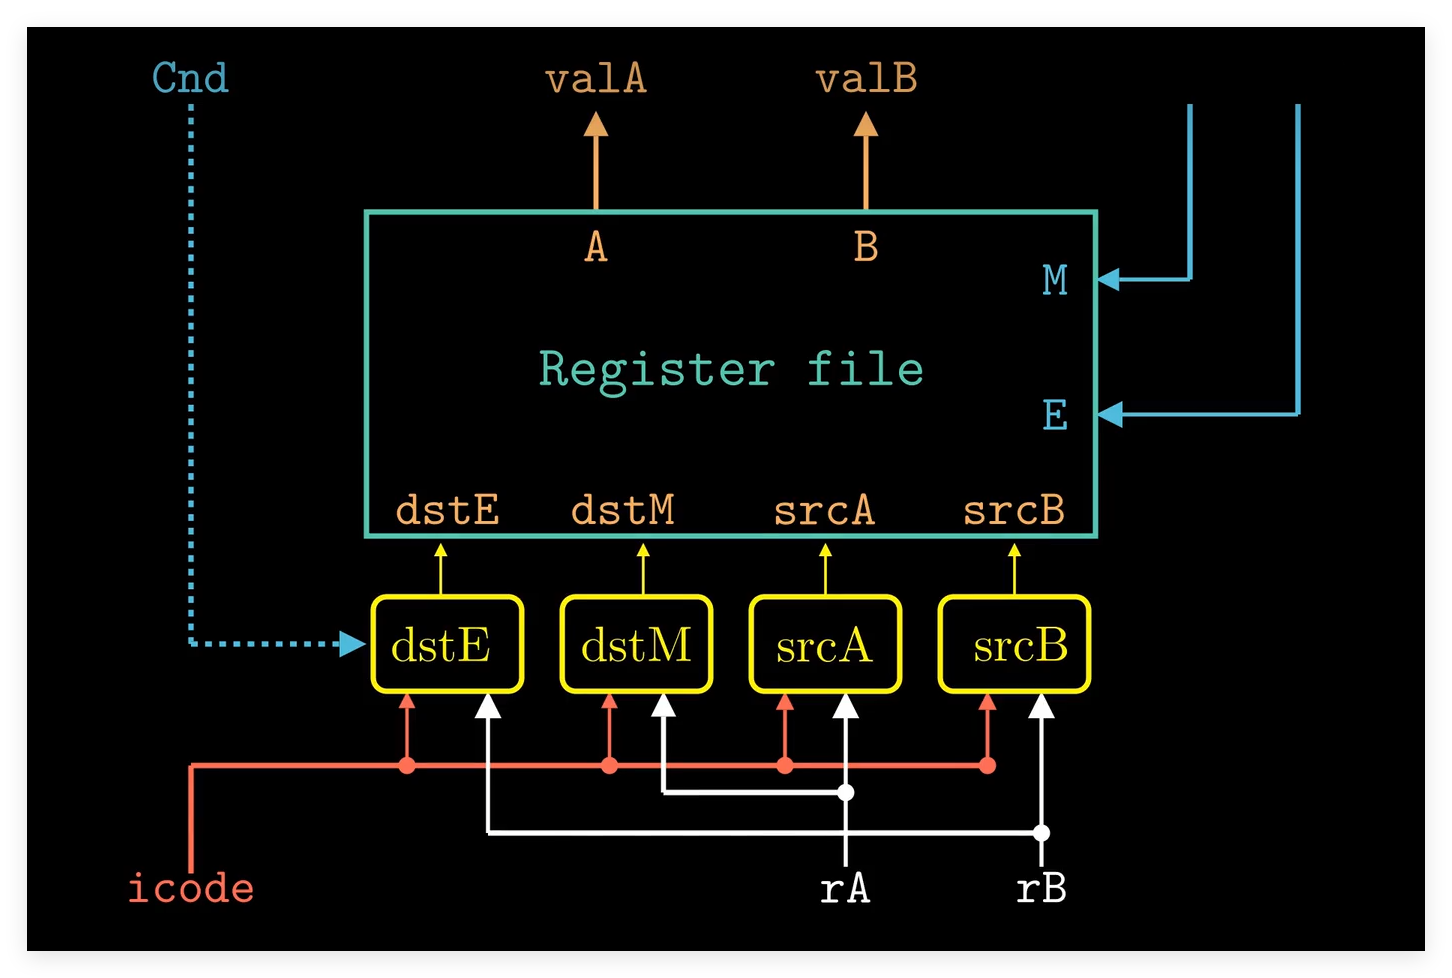 Cnd
valA
valB
A
B
M
Register file
E
dstE
dstM
srcA
srcB
dstE
dstM
srcA
srcB
icode
rA
rB